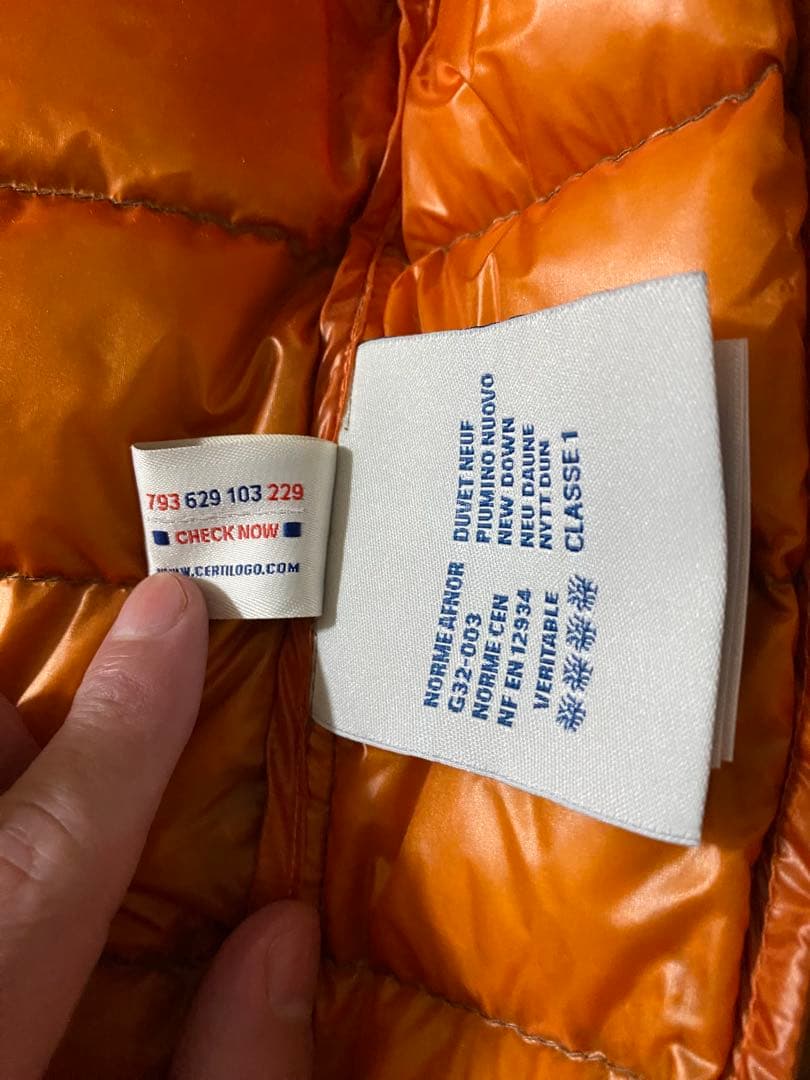 793 629 103 229
CHECK NOW
WWW.CERTILOGO.COM
NORME AFNOR
G32-003
NORME CEN
NF EN 12934
VERITABLE
DUVET NEUF
PIUMINO NUOVO
NEW DOWN
NEU DAUNE
NYTT DUN
CLASSE 1